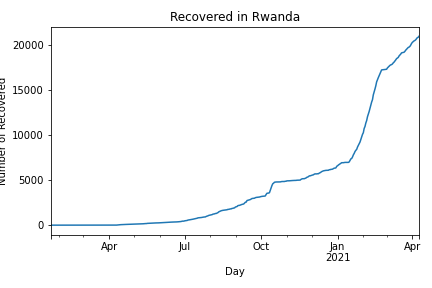 Recovered in Rwanda
Number of Recovered
20000
15000
10000
5000
0
Apr
Jul
Oct
Jan
2021
Apr
Day